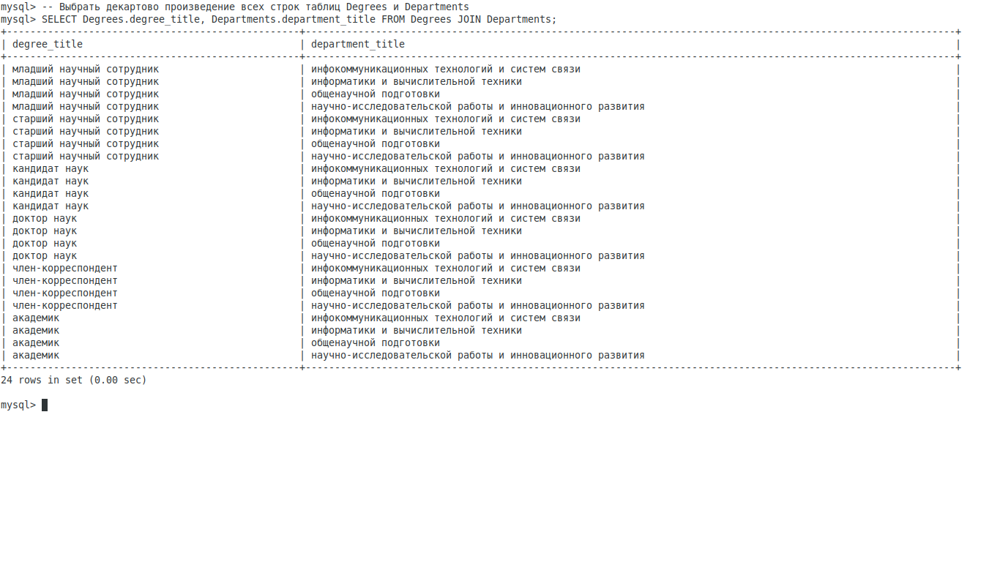 mysql> -- Выбрать декартово произведение всех строк таблиц Degrees и Departments
mysql> SELECT Degrees.degree_title, Departments.department_title FROM Degrees JOIN Departments;
+--------------------------------------------------+---------------------------------------------------------------------------------------------------------------+
| degree_title | department_title |
+--------------------------------------------------+---------------------------------------------------------------------------------------------------------------+
| младший научный сотрудник | инфокоммуникационных технологий и систем связи |
| младший научный сотрудник | информатики и вычислительной техники |
| младший научный сотрудник | общенаучной подготовки |
| младший научный сотрудник | научно-исследовательской работы и инновационного развития |
| старший научный сотрудник | инфокоммуникационных технологий и систем связи |
| старший научный сотрудник | информатики и вычислительной техники |
| старший научный сотрудник | общенаучной подготовки |
| старший научный сотрудник | научно-исследовательской работы и инновационного развития |
| кандидат наук | инфокоммуникационных технологий и систем связи |
| кандидат наук | информатики и вычислительной техники |
| кандидат наук | общенаучной подготовки |
| кандидат наук | научно-исследовательской работы и инновационного развития |
| доктор наук | инфокоммуникационных технологий и систем связи |
| доктор наук | информатики и вычислительной техники |
| доктор наук | общенаучной подготовки |
| доктор наук | научно-исследовательской работы и инновационного развития |
| член-корреспондент | инфокоммуникационных технологий и систем связи |
| член-корреспондент | информатики и вычислительной техники |
| член-корреспондент | общенаучной подготовки |
| член-корреспондент | научно-исследовательской работы и инновационного развития |
| академик | инфокоммуникационных технологий и систем связи |
| академик | информатики и вычислительной техники |
| академик | общенаучной подготовки |
| академик | научно-исследовательской работы и инновационного развития |
+--------------------------------------------------+---------------------------------------------------------------------------------------------------------------+
24 rows in set (0.00 sec)
mysql>